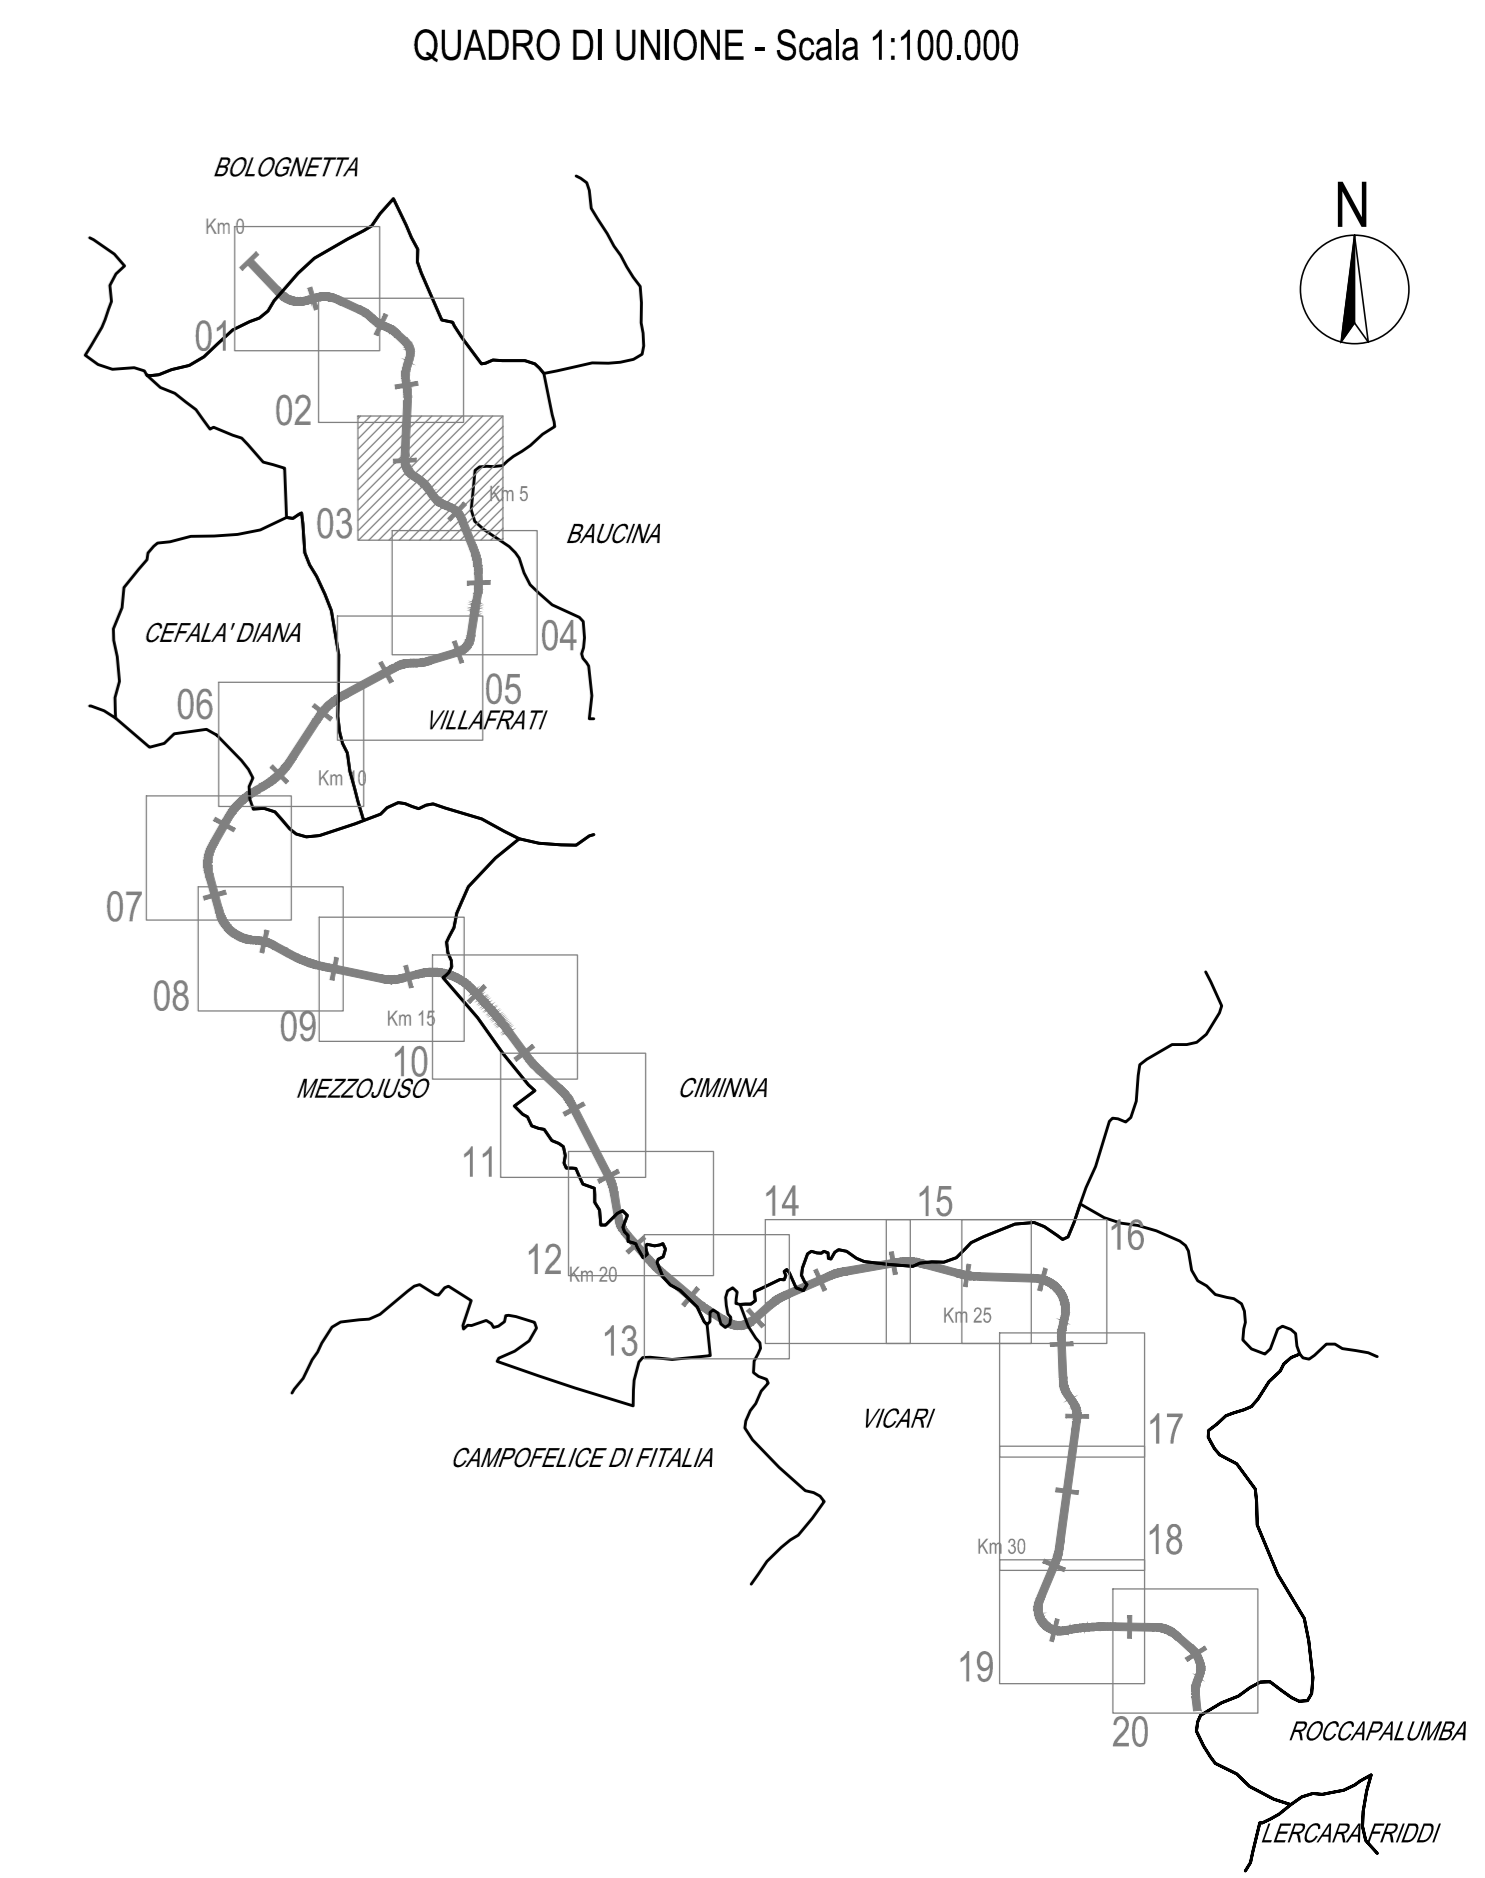 QUADRO DI UNIONE - Scala 1:100.000
BOLOGNETTA
N
Km 0
01
02
Km 5
03
BAUCINA
CEFALA' DIANA
04
05
06
VILLAFRATI
Km 10
07
08
Km 15
09
10
MEZZOJUSO
CIMINNA
11
14
15
16
12
Km 20
Km 25
13
VICARI
17
CAMPOFELICE DI FITALIA
18
Km 30
19
20
ROCCAPALUMBA
LERCARA FRIDDI